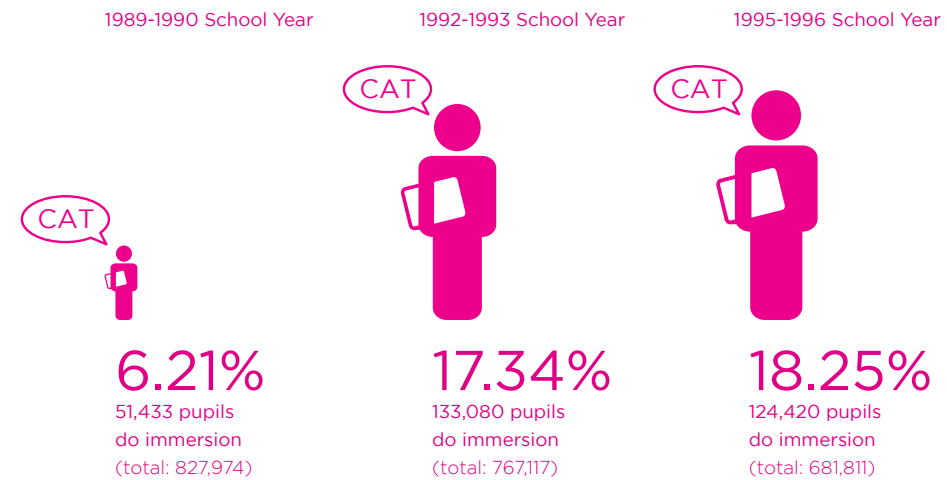 1989-1990 School Year
1992-1993 School Year
1995-1996 School Year
CAT
CAT
CAT
6.21%
51,433 pupils
do immersion
(total: 827,974)
17.34%
133,080 pupils
do immersion
(total: 767,117)
18.25%
124,420 pupils
do immersion
(total: 681,811)